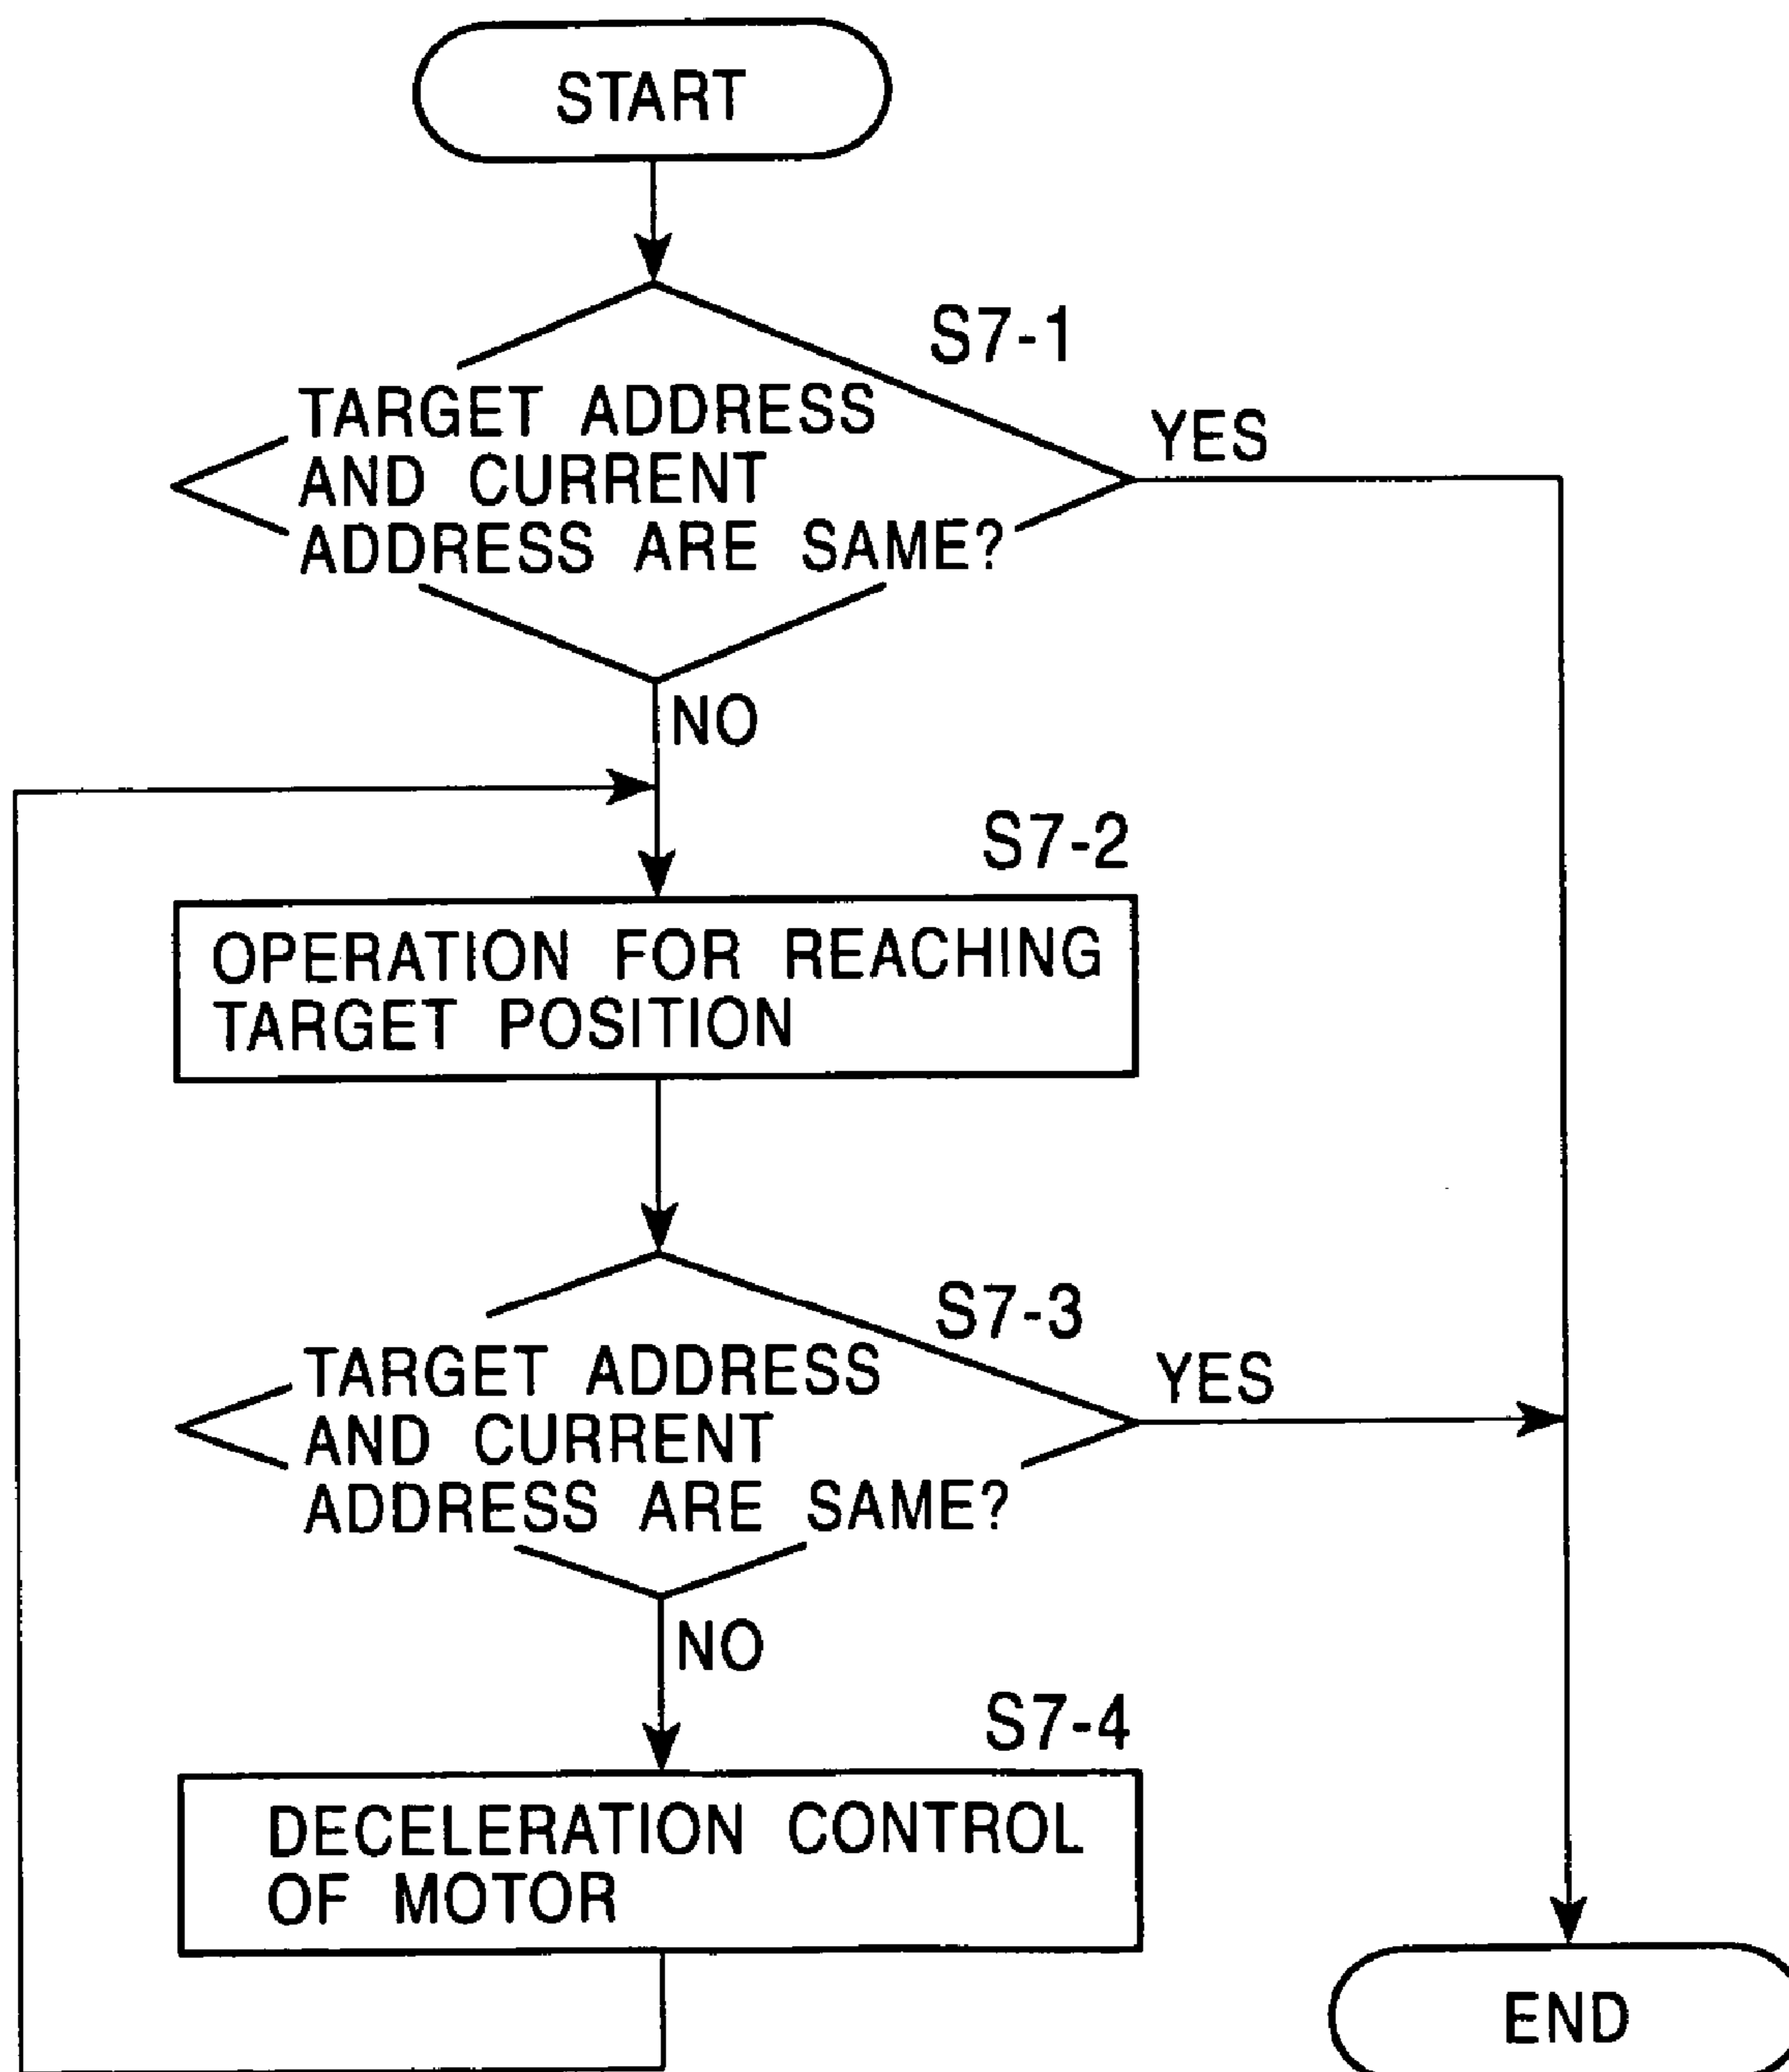 START
S7-1
TARGET ADDRESS
AND CURRENT
ADDRESS ARE SAME?
YES
NO
S7-2
OPERATION FOR REACHING
TARGET POSITION
S7-3
TARGET ADDRESS
AND CURRENT
ADDRESS ARE SAME?
YES
NO
S7-4
DECELERATION CONTROL
OF MOTOR
END